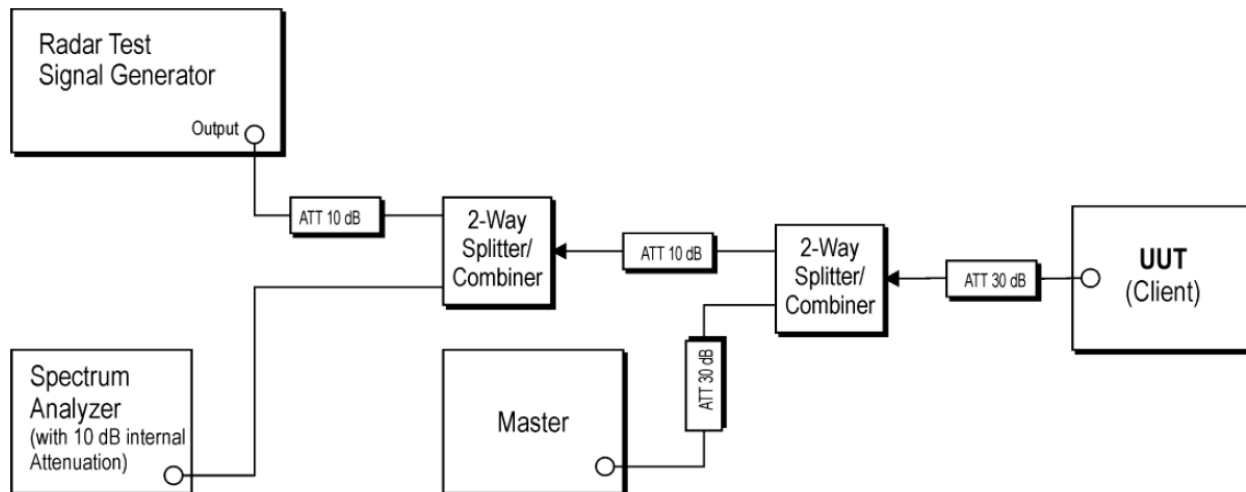 Radar Test
Signal Generator
Output
ATT 10 dB
2-Way
Splitter/
Combiner
ATT 10 dB
2-Way
Splitter/
Combiner
ATT 30 dB
UUT
(Client)
Spectrum
Analyzer
(with 10 dB internal
Attenuation)
Master
ATT 30 dB